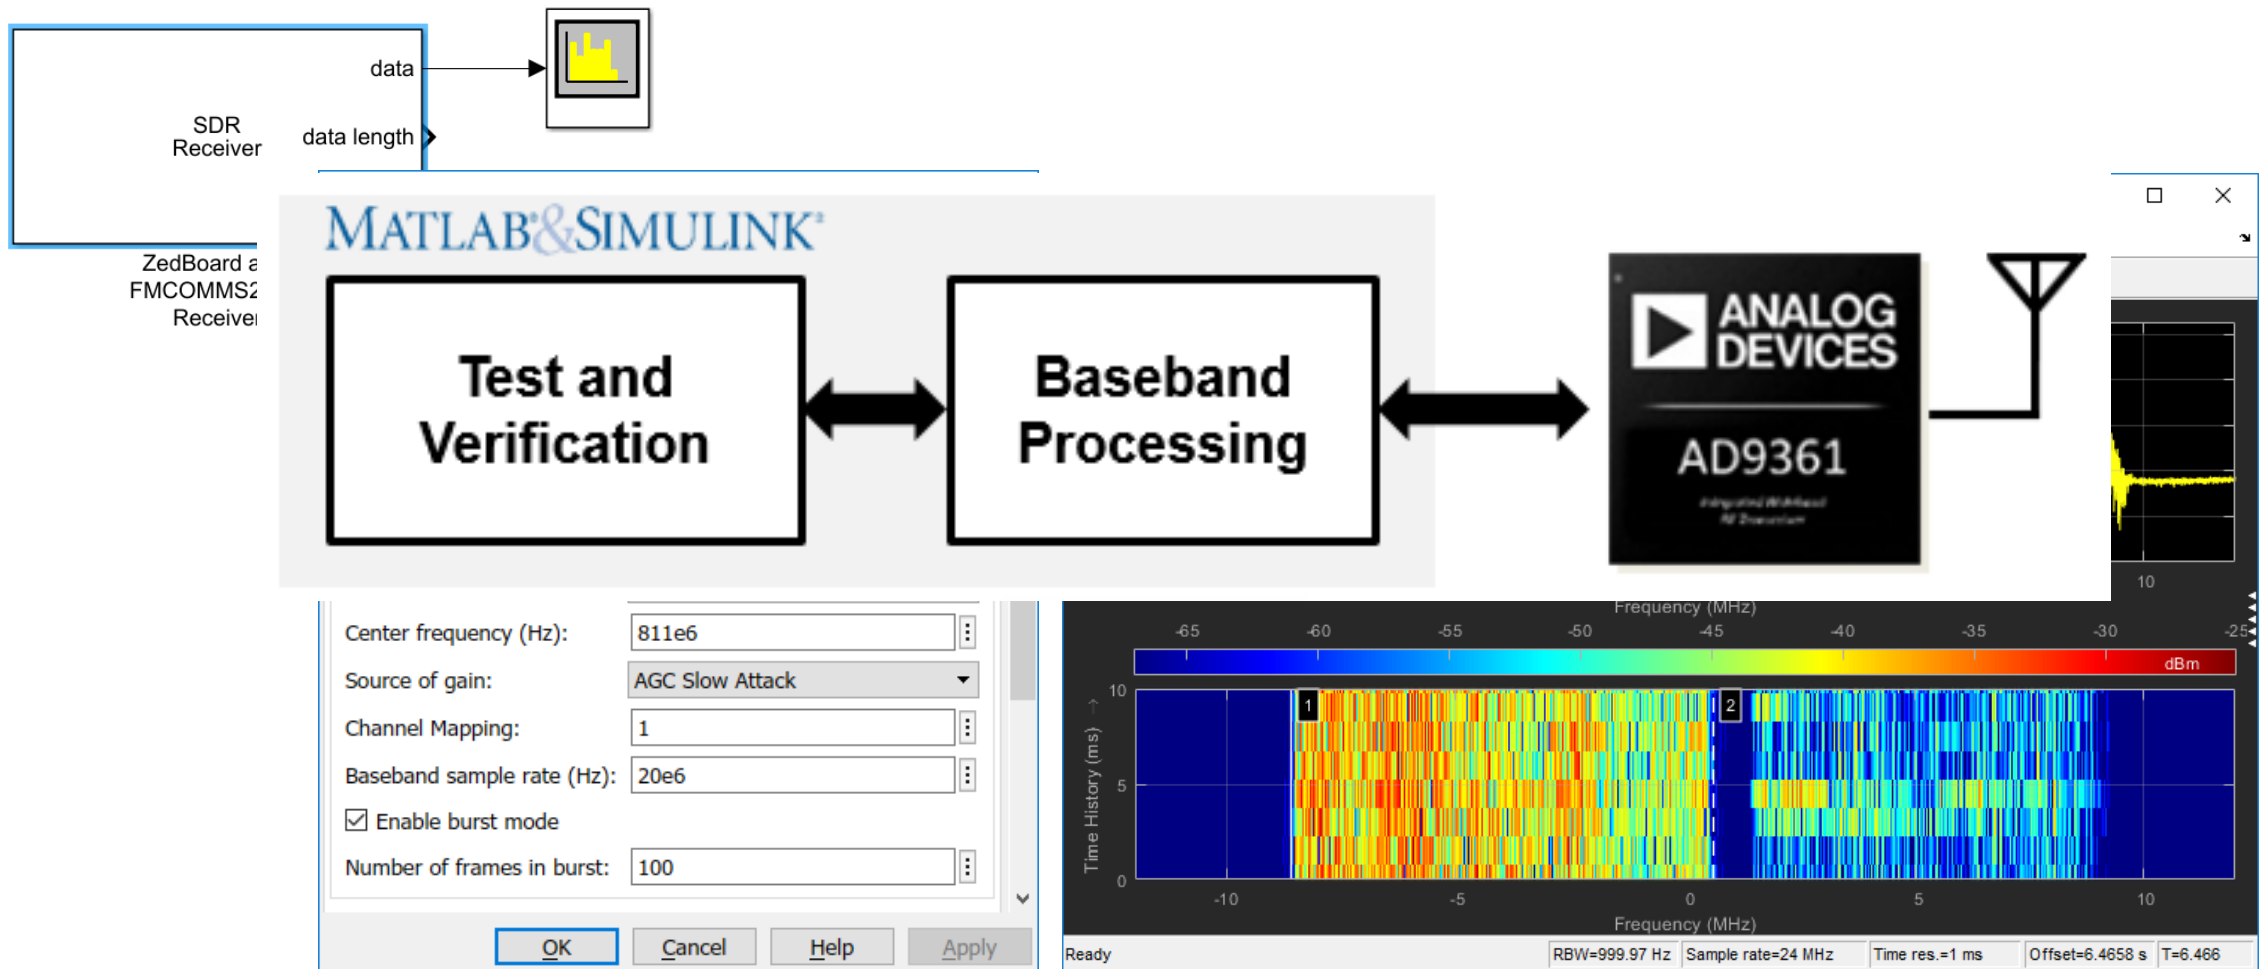 data
SDR
Receiver
data length
ZedBoard a
FMCOMMS2
Receiver
MATLAB®&SIMULINK®
Test and
Verification
Baseband
Processing
ANALOG
DEVICES
AD9361
Integrated Wideband
RF Transceiver
10
Frequency (MHz)
Center frequency (Hz): 811e6
Source of gain: AGC Slow Attack
Channel Mapping: 1
Baseband sample rate (Hz): 20e6
Enable burst mode
Number of frames in burst: 100
OK Cancel Help Apply
-65 -60 -55 -50 -45 -40 -35 -30 -25
dBm
1 2
Time History (ms)
10
5
0
-10 -5 0 5 10
Frequency (MHz)
Ready RBW=999.97 Hz Sample rate=24 MHz Time res.=1 ms Offset=6.4658 s T=6.466